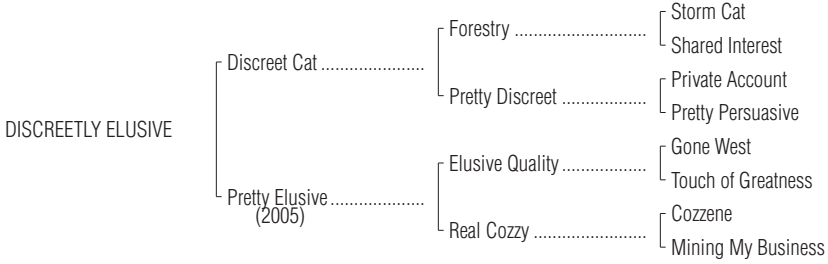 Storm Cat
Forestry ............................
Shared Interest
Discreet Cat ......................
Private Account
Pretty Discreet ..................
Pretty Persuasive
DISCREETLY ELUSIVE
Gone West
Elusive Quality ..................
Touch of Greatness
Pretty Elusive ....................
(2005)
Cozzene
Real Cozzy ........................
Mining My Business